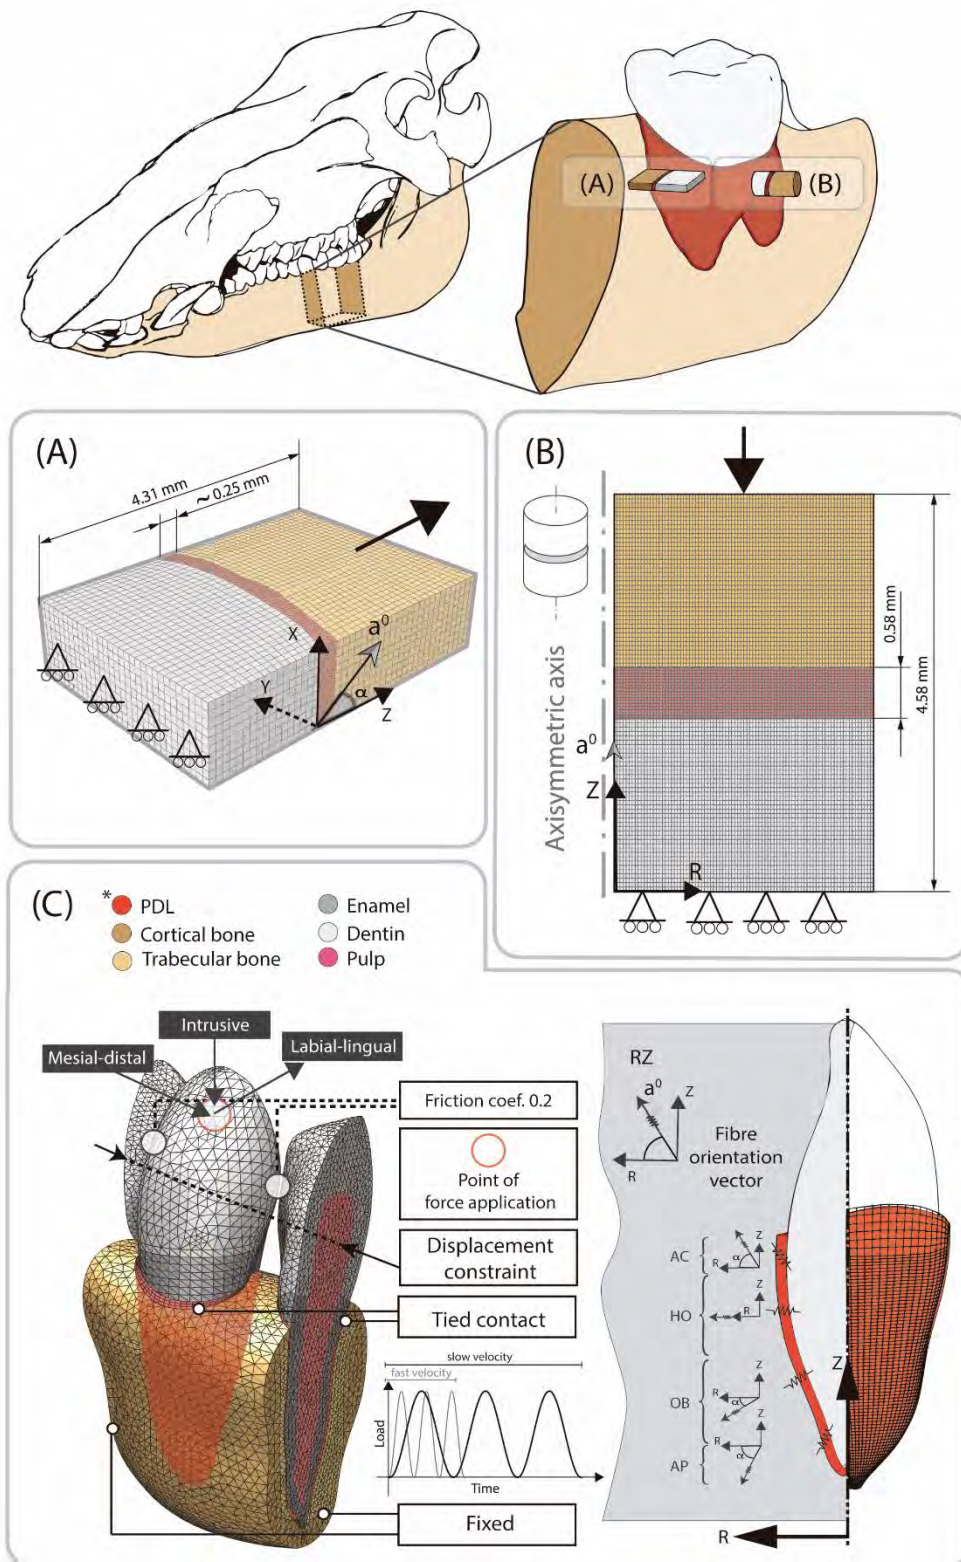 (A)
(B)
(A)
4.31 mm
~ 0.25 mm
X
a⁰
Y
α
Z
(B)
Axisymmetric axis
a⁰
Z
R
0.58 mm
4.58 mm
(C)
* PDL
Cortical bone
Trabecular bone
Enamel
Dentin
Pulp
Intrusive
Mesial-distal
Labial-lingual
Friction coef. 0.2
Point of
force application
Displacement
constraint
Tied contact
slow velocity
fast velocity
Load
Time
Fixed
RZ
a⁰
Z
R
Fibre
orientation
vector
AC
R
α
Z
HO
R
Z
OB
R
α
Z
AP
R
α
Z
Z
R